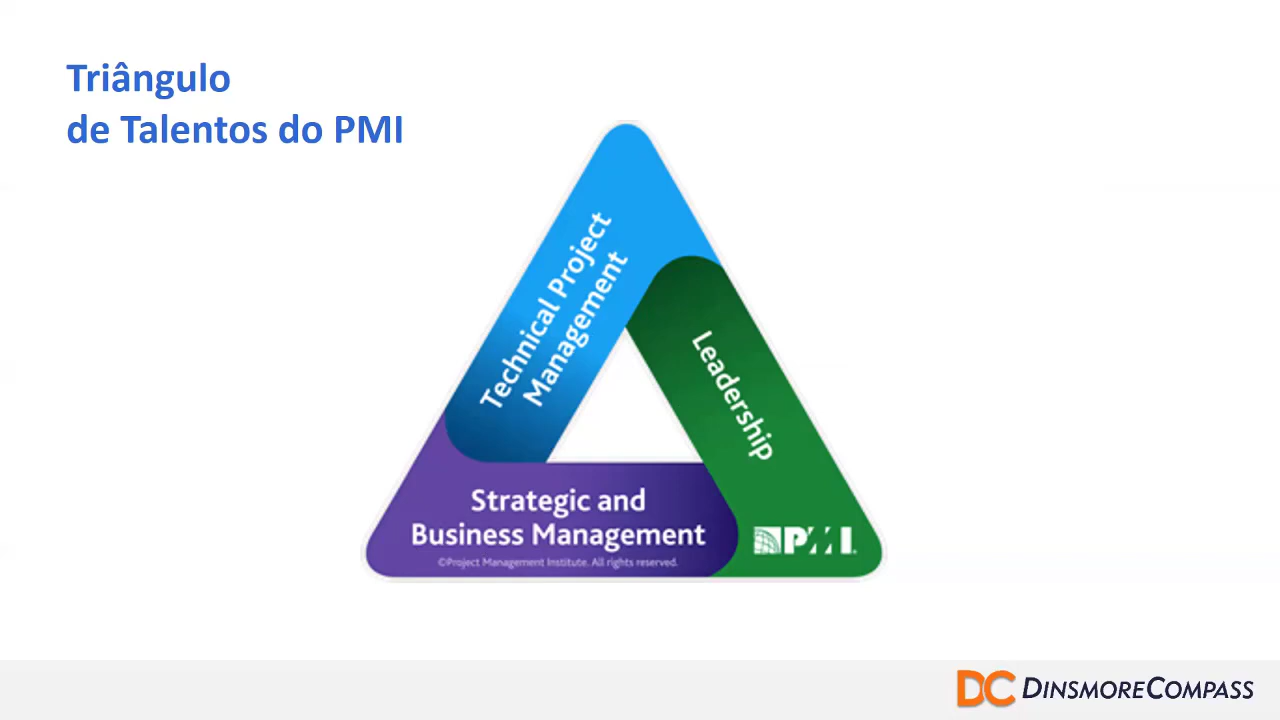 Triângulo
de Talentos do PMI
Technical Project
Management
Leadership
Strategic and
Business Management
©Project Management Institute. All rights reserved.
PMI
DC DINSMORECOMPASS